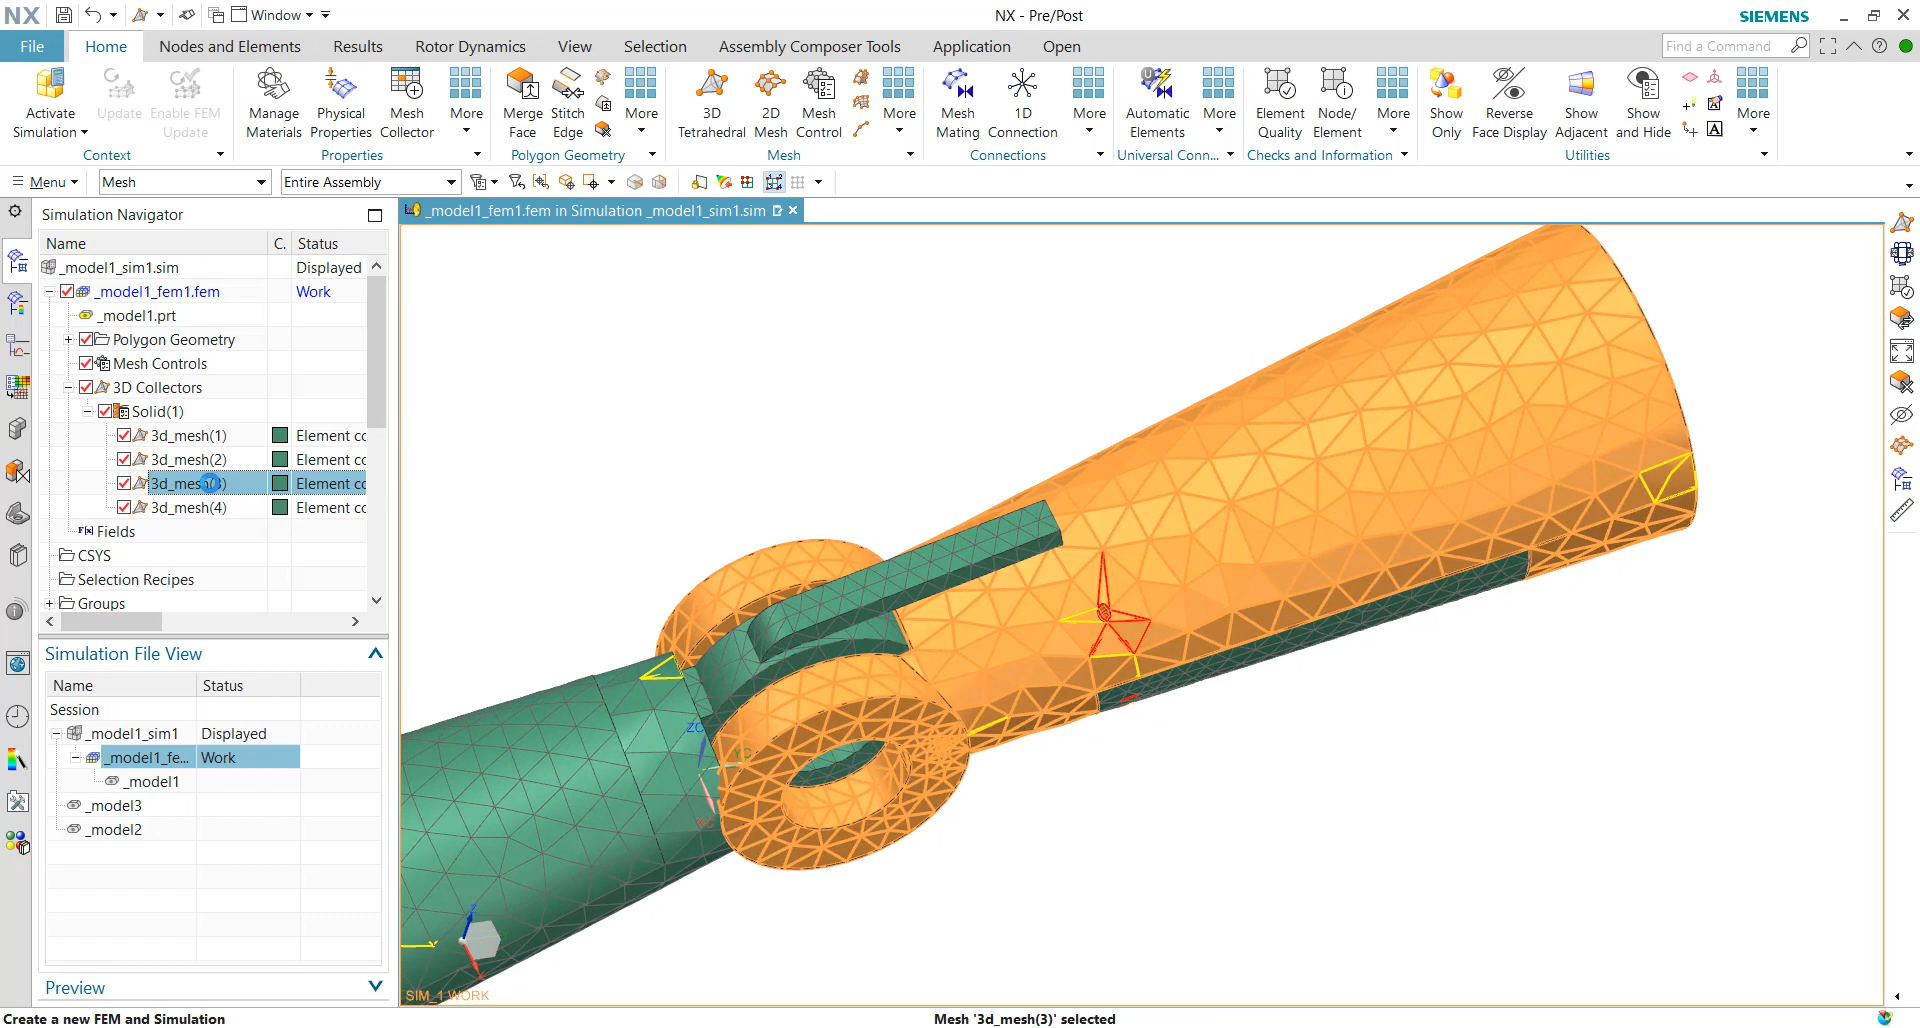 NX
Window
NX - Pre/Post
SIEMENS
File
Home
Nodes and Elements
Results
Rotor Dynamics
View
Selection
Assembly Composer Tools
Application
Open
Find a Command
Activate
Simulation
Update
Enable FEM
Update
Manage
Materials
Physical
Properties
Mesh
Collector
More
Merge
Face
Stitch
Edge
More
3D
Tetrahedral
2D
Mesh
Mesh
Control
More
Mesh
Mating
1D
Connection
More
Automatic
Elements
More
Element
Quality
Node/
Element
More
Show
Only
Reverse
Face Display
Show
Adjacent
Show
and Hide
More
Context
Properties
Polygon Geometry
Mesh
Connections
Universal Conn...
Checks and Information
Utilities
Menu
Mesh
Entire Assembly
Simulation Navigator
_model1_fem1.fem in Simulation _model1_sim1.sim
Name C. Status
_model1_sim1.sim Displayed
_model1_fem1.fem Work
_model1.prt
Polygon Geometry
Mesh Controls
3D Collectors
Solid(1)
3d_mesh(1) Element co
3d_mesh(2) Element co
3d_mes Element co
3d_mesh(4) Element co
Fields
CSYS
Selection Recipes
Groups
Simulation File View
Name Status
Session
_model1_sim1 Displayed
_model1_fe... Work
_model1
_model3
_model2
Preview
ZC
YC
XC
Z
X
SIM_1 WORK
Create a new FEM and Simulation
Mesh '3d_mesh(3)' selected